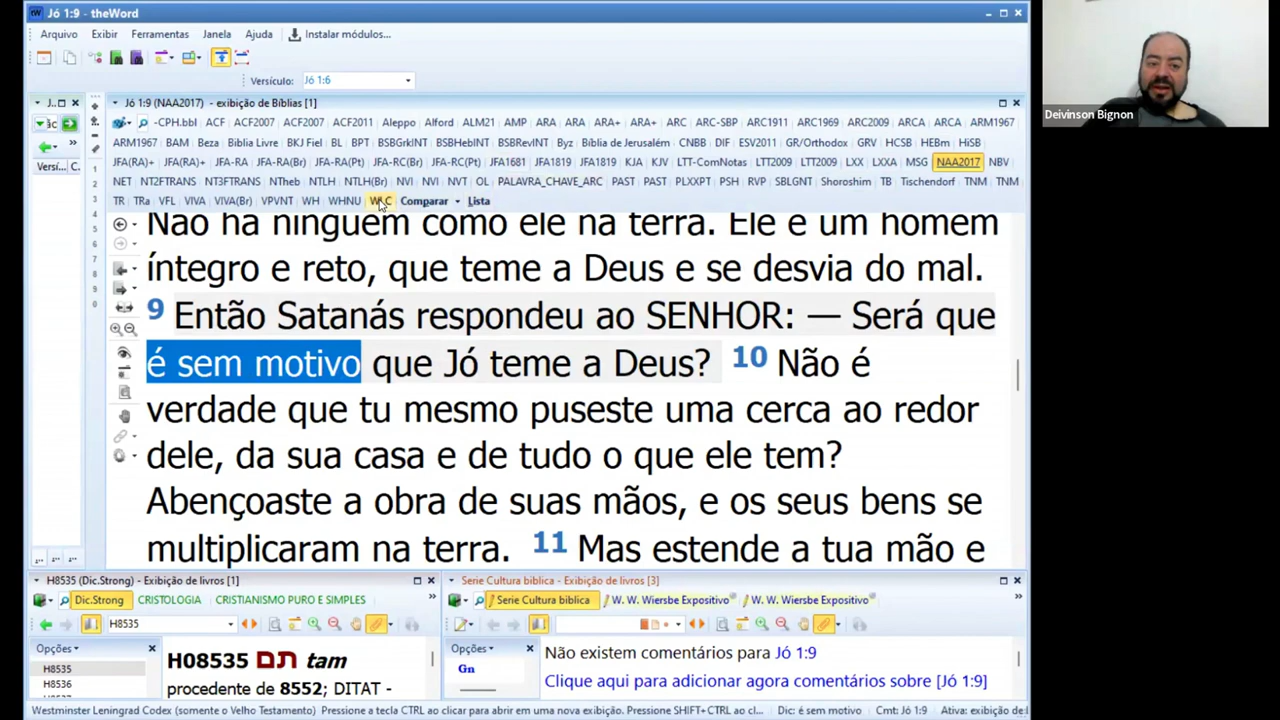 Jó 1:9 - theWord
Arquivo Exibir Ferramentas Janela Ajuda Instalar módulos...
Versículo: Jó 1:6
J... Jó 1:9 (NAA2017) - exibição de Bíblias [1]
-CPH.bbl ACF ACF2007 ACF2007 ACF2011 Aleppo Alford ALM21 AMP ARA ARA ARA+ ARA+ ARC ARC-SBP ARC1911 ARC1969 ARC2009 ARCA ARCA ARM1967
ARM1967 BAM Beza Biblia Livre BKJ Fiel BL BPT BSBGrkINT BSBHebINT BSBRevINT Byz Biblia de Jerusalém CNBB DIF ESV2011 GR/Orthodox GRV HCSB HEBm HiSB
JFA(RA)+ JFA(RA)+ JFA-RA JFA-RA(Br) JFA-RA(Pt) JFA-RC(Br) JFA-RC(Pt) JFA1681 JFA1819 JFA1819 KJA KJV LTT-ComNotas LTT2009 LTT2009 LXX LXXA MSG NAA2017 NBV
NET NT2FTRANS NT3FTRANS NTheb NTLH NTLH(Br) NVI NVI NVT OL PALAVRA_CHAVE_ARC PAST PAST PLXXPT PSH RVP SBLGNT Shoroshim TB Tischendorf TNM TNM
TR TRa VFL VIVA VIVA(Br) VPVNT WH WHNU WLC Comparar Lista
Versí... C.
Não há ninguém como ele na terra. Ele é um homem
íntegro e reto, que teme a Deus e se desvia do mal.
9 Então Satanás respondeu ao SENHOR: — Será que
é sem motivo que Jó teme a Deus? 10 Não é
verdade que tu mesmo puseste uma cerca ao redor
dele, da sua casa e de tudo o que ele tem?
Abençoaste a obra de suas mãos, e os seus bens se
multiplicaram na terra. 11 Mas estende a tua mão e
H8535 (Dic.Strong) - Exibição de livros [1]
Dic.Strong CRISTOLOGIA CRISTIANISMO PURO E SIMPLES
H8535
Opções
H8535
H8536
H08535 תם tam
procedente de 8552; DITAT -
Serie Cultura biblica - Exibição de livros [3]
Serie Cultura biblica W. W. Wiersbe Expositivo W. W. Wiersbe Expositivo
Opções
Gn
Não existem comentários para Jó 1:9
Clique aqui para adicionar agora comentários sobre [Jó 1:9]
Westminster Leningrad Codex (somente o Velho Testamento) Pressione a tecla CTRL ao clicar para abrir em uma nova exibição. Pressione SHIFT+CTRL ao cl... Dic: é sem motivo Cmt: Jó 1:9 Ativa: exibição de
Deivinson Bignon